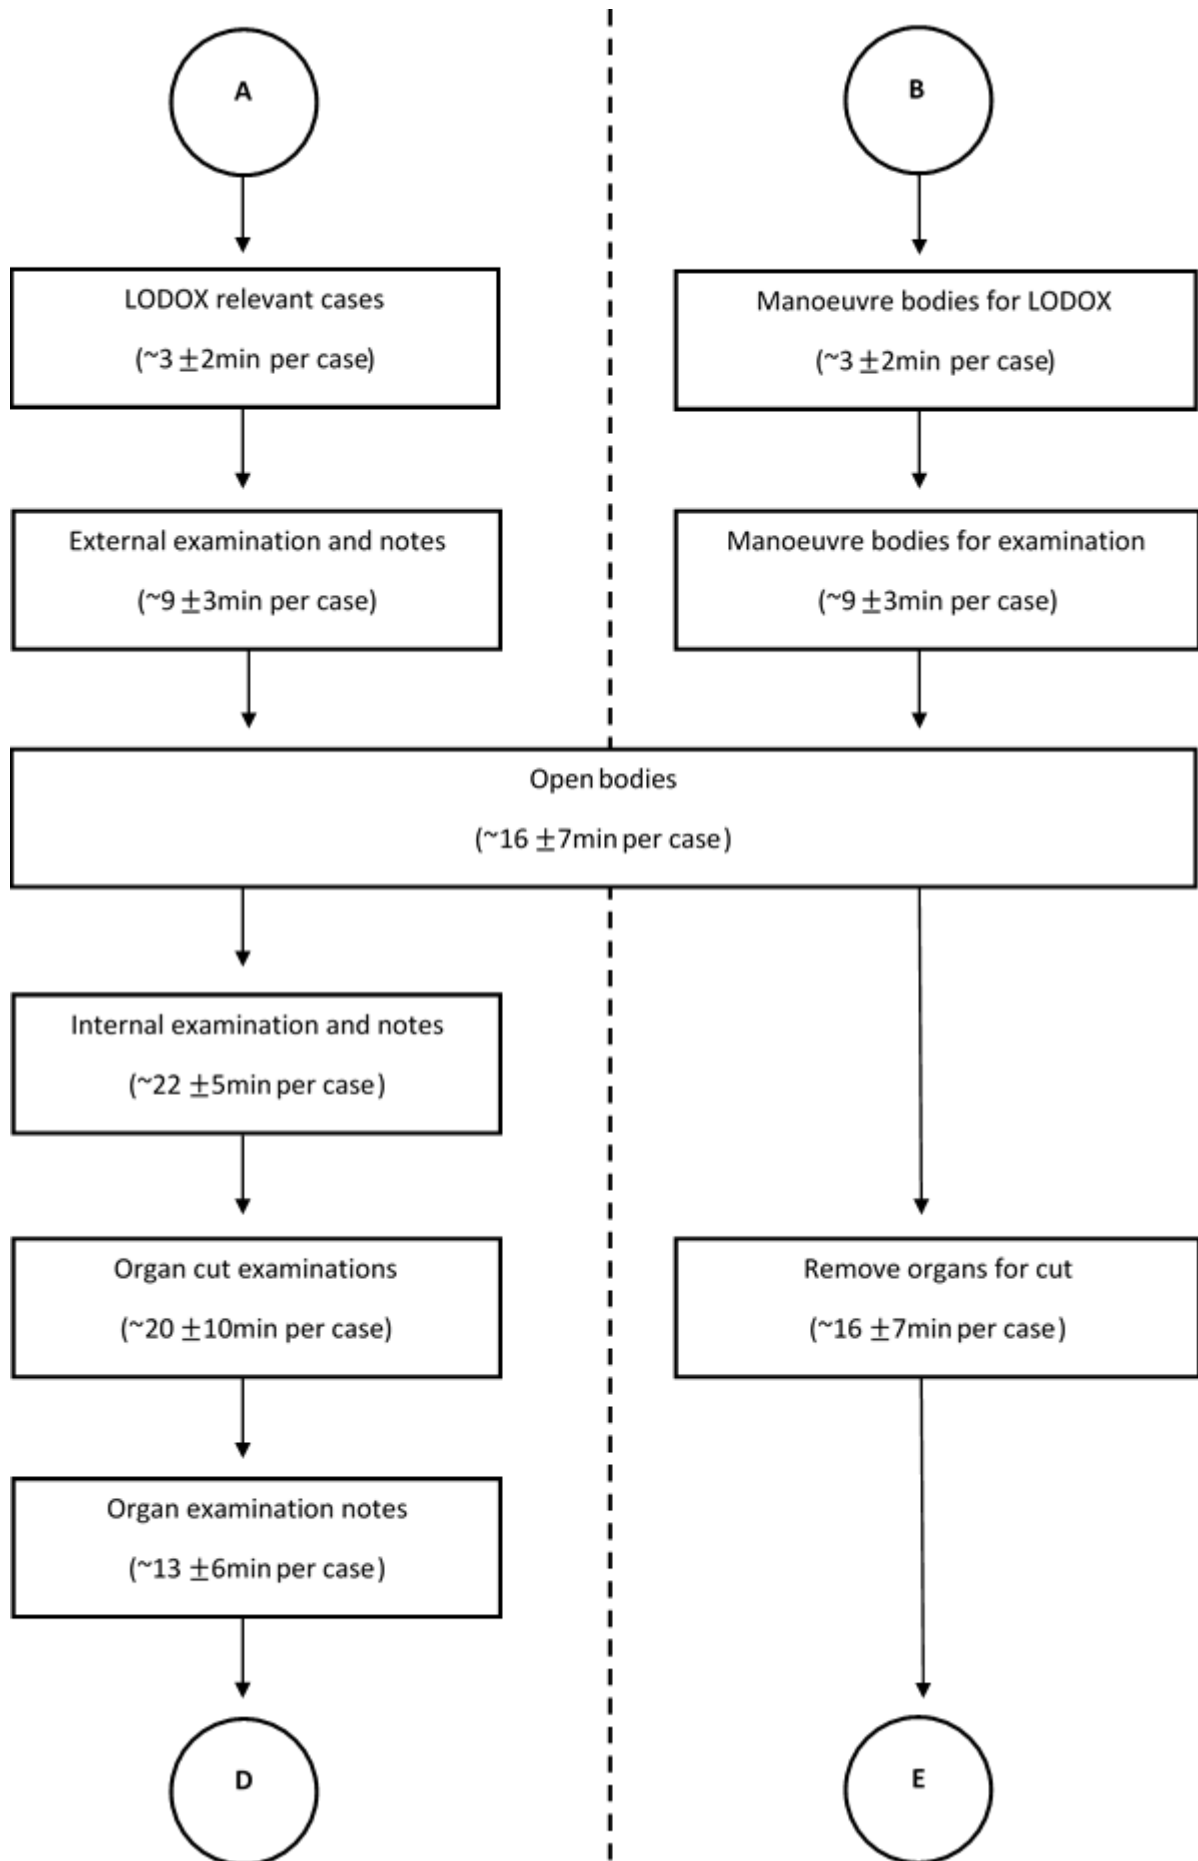 A
B
LODOX relevant cases
(~3 ±2min per case)
Manoeuvre bodies for LODOX
(~3 ±2min per case)
External examination and notes
(~9 ±3min per case)
Manoeuvre bodies for examination
(~9 ±3min per case)
Open bodies
(~16 ±7min per case)
Internal examination and notes
(~22 ±5min per case)
Organ cut examinations
(~20 ±10min per case)
Remove organs for cut
(~16 ±7min per case)
Organ examination notes
(~13 ±6min per case)
D
E